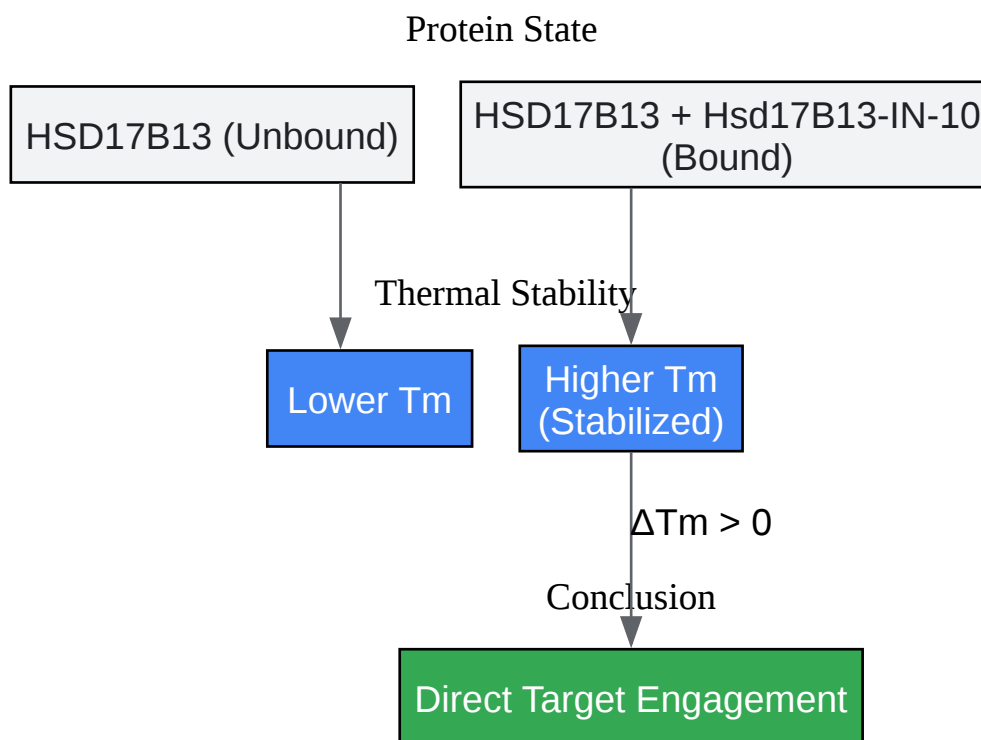 Protein State
HSD17B13 (Unbound)
HSD17B13 + Hsd17B13-IN-10
(Bound)
Thermal Stability
Lower Tm
Higher Tm
(Stabilized)
ΔTm > 0
Conclusion
Direct Target Engagement